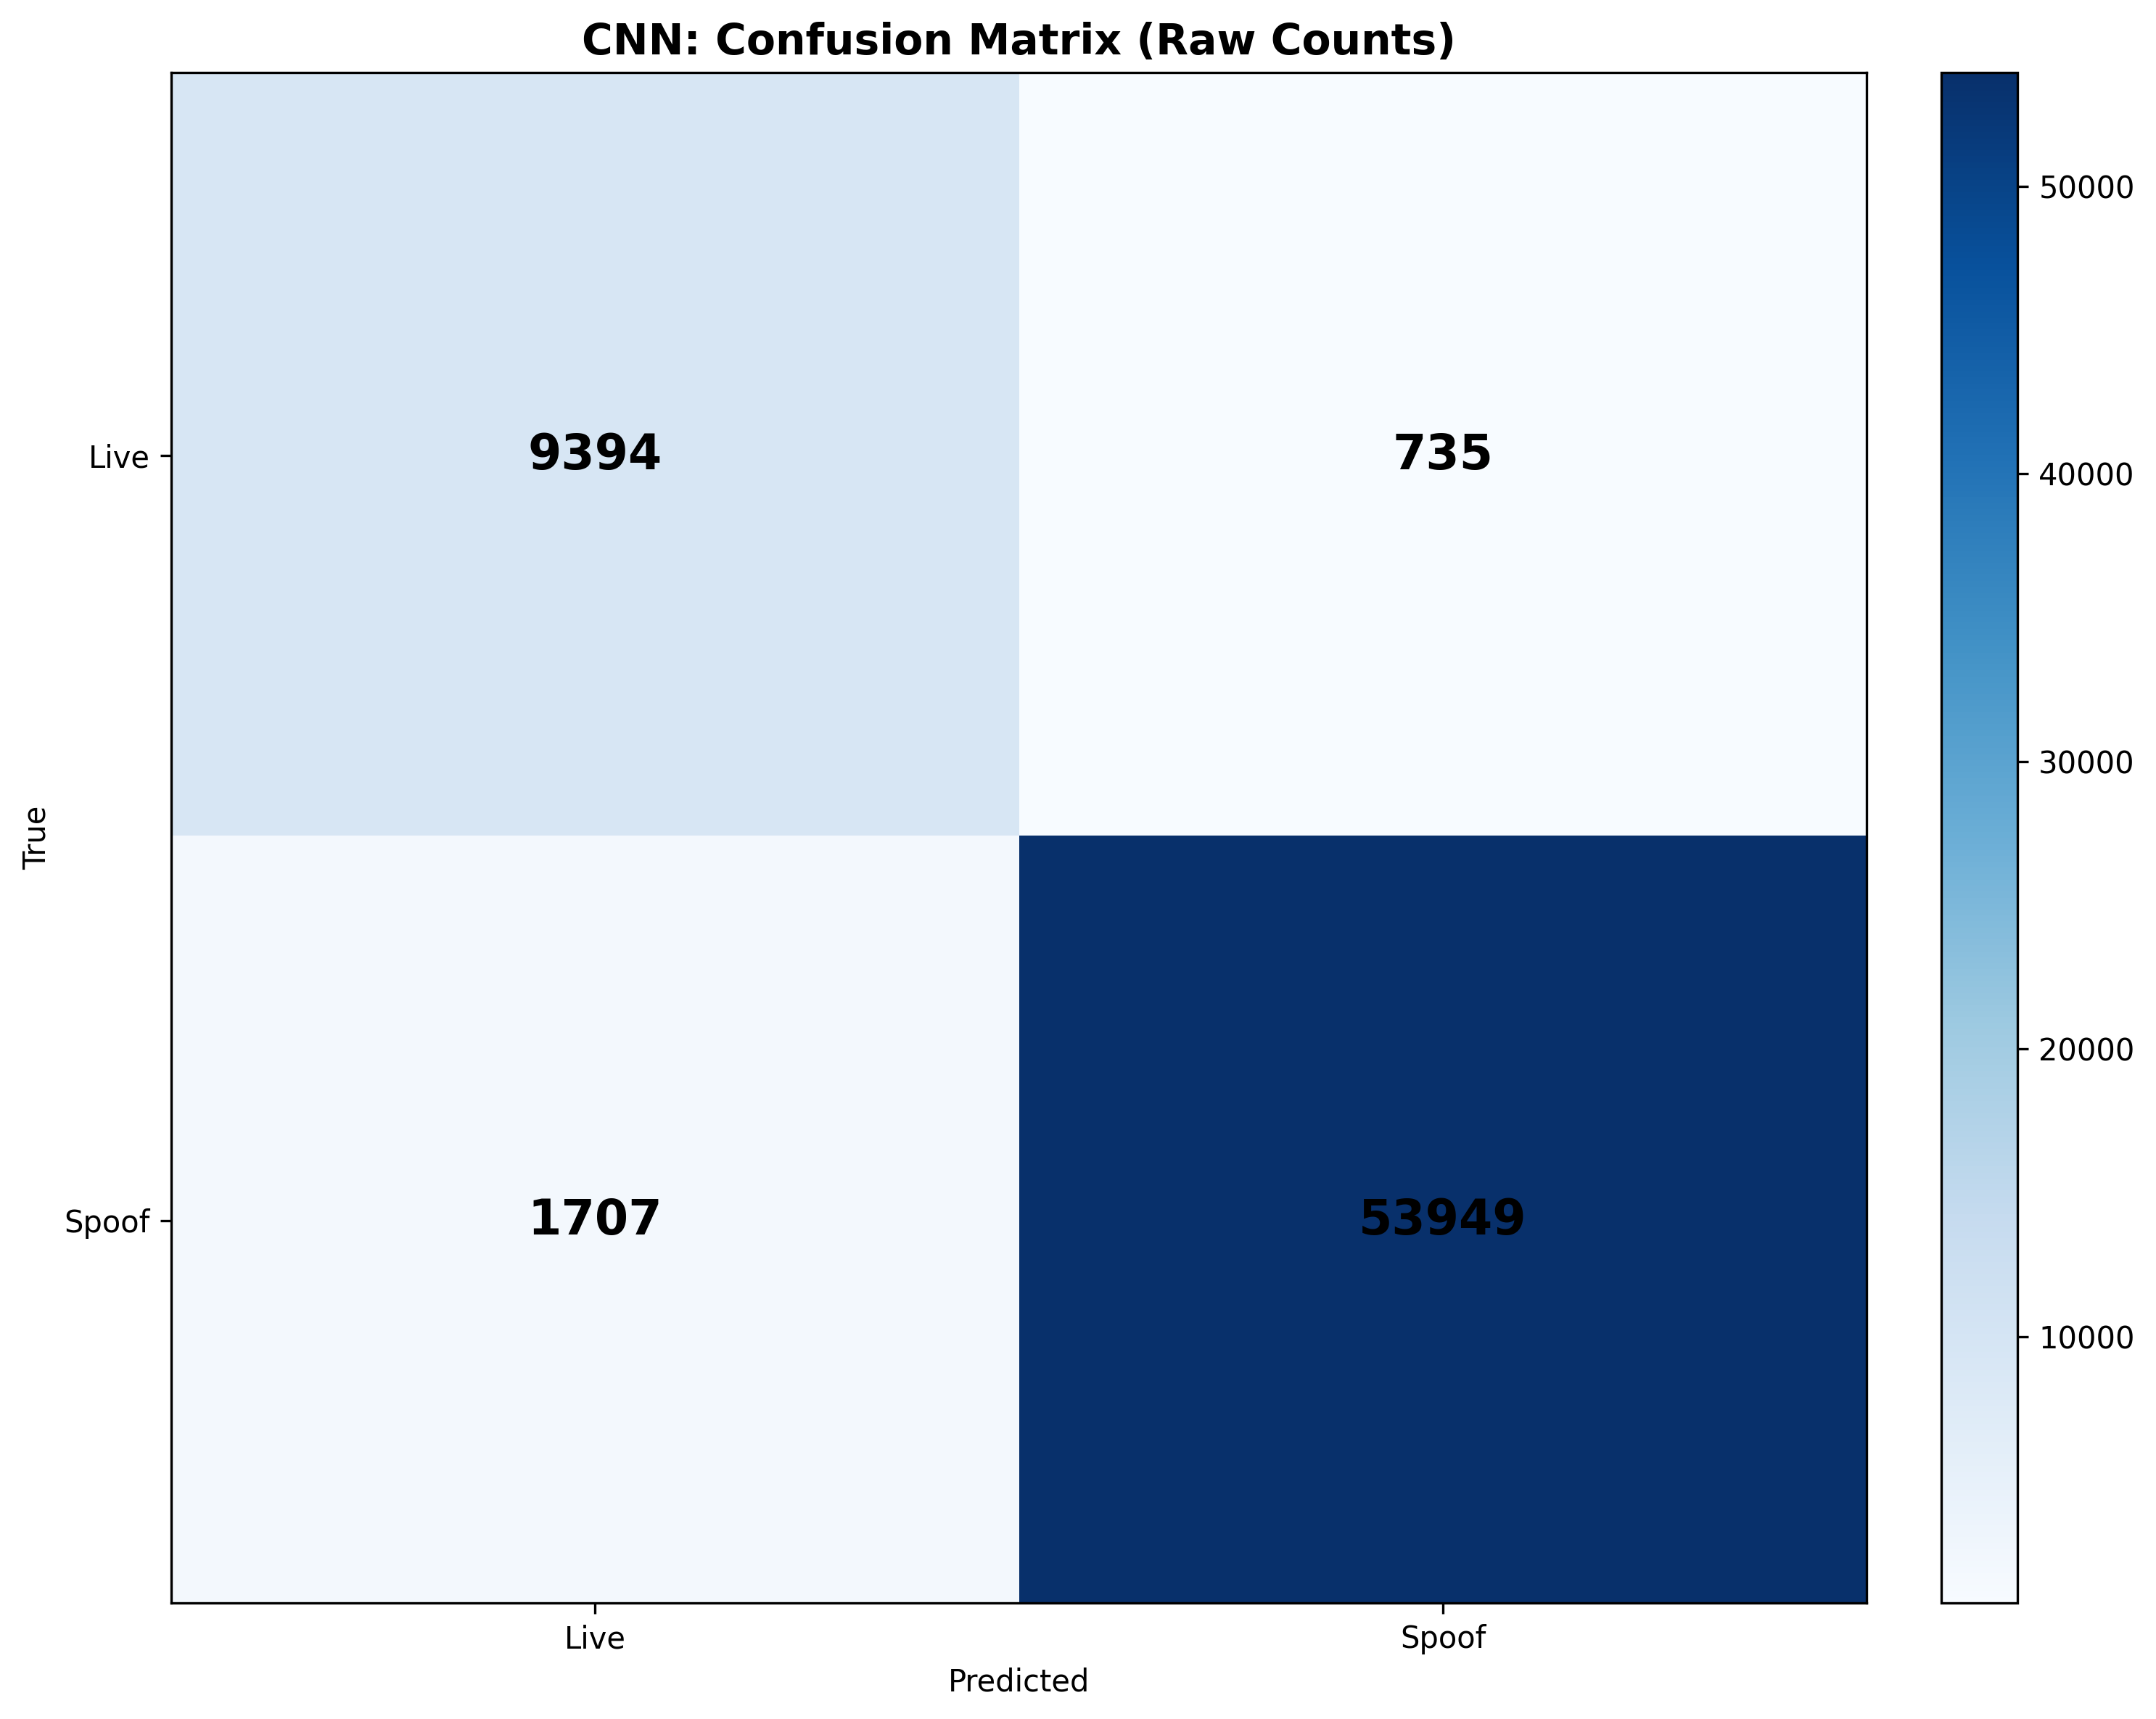 CNN: Confusion Matrix (Raw Counts)
50000
40000
30000
20000
10000
True
Live
9394
735
Spoof
1707
53949
Live
Spoof
Predicted